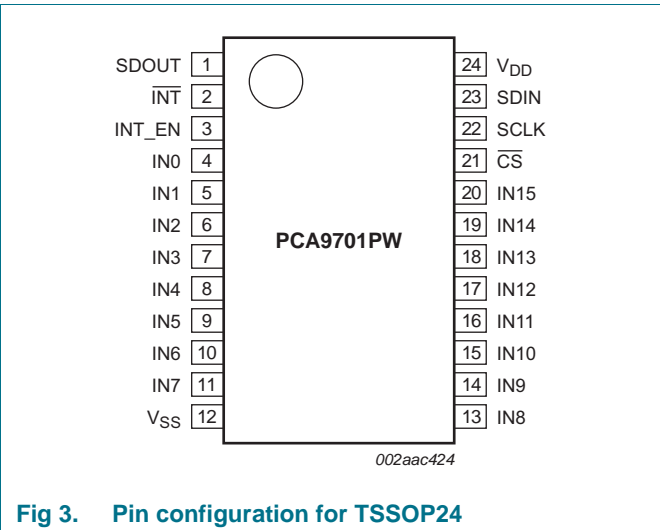 SDOUT 1
INT 2
INT_EN 3
IN0 4
IN1 5
IN2 6
IN3 7
IN4 8
IN5 9
IN6 10
IN7 11
VSS 12
PCA9701PW
24 VDD
23 SDIN
22 SCLK
21 CS
20 IN15
19 IN14
18 IN13
17 IN12
16 IN11
15 IN10
14 IN9
13 IN8
002aac424
Fig 3. Pin configuration for TSSOP24